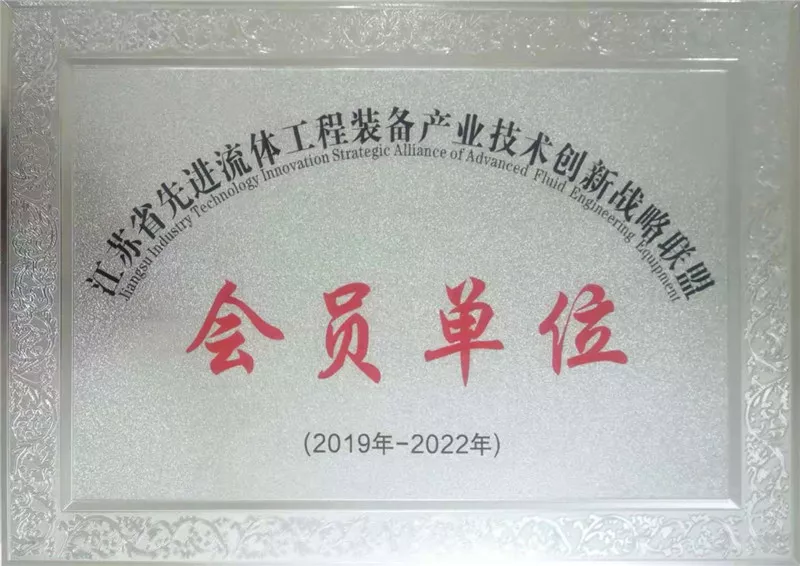 江苏省先进流体工程装备产业技术创新战略联盟
Jiangsu Industry Technology Innovation Strategic Alliance of Advanced Fluid Engineering Equipment
会员单位
(2019年-2022年)